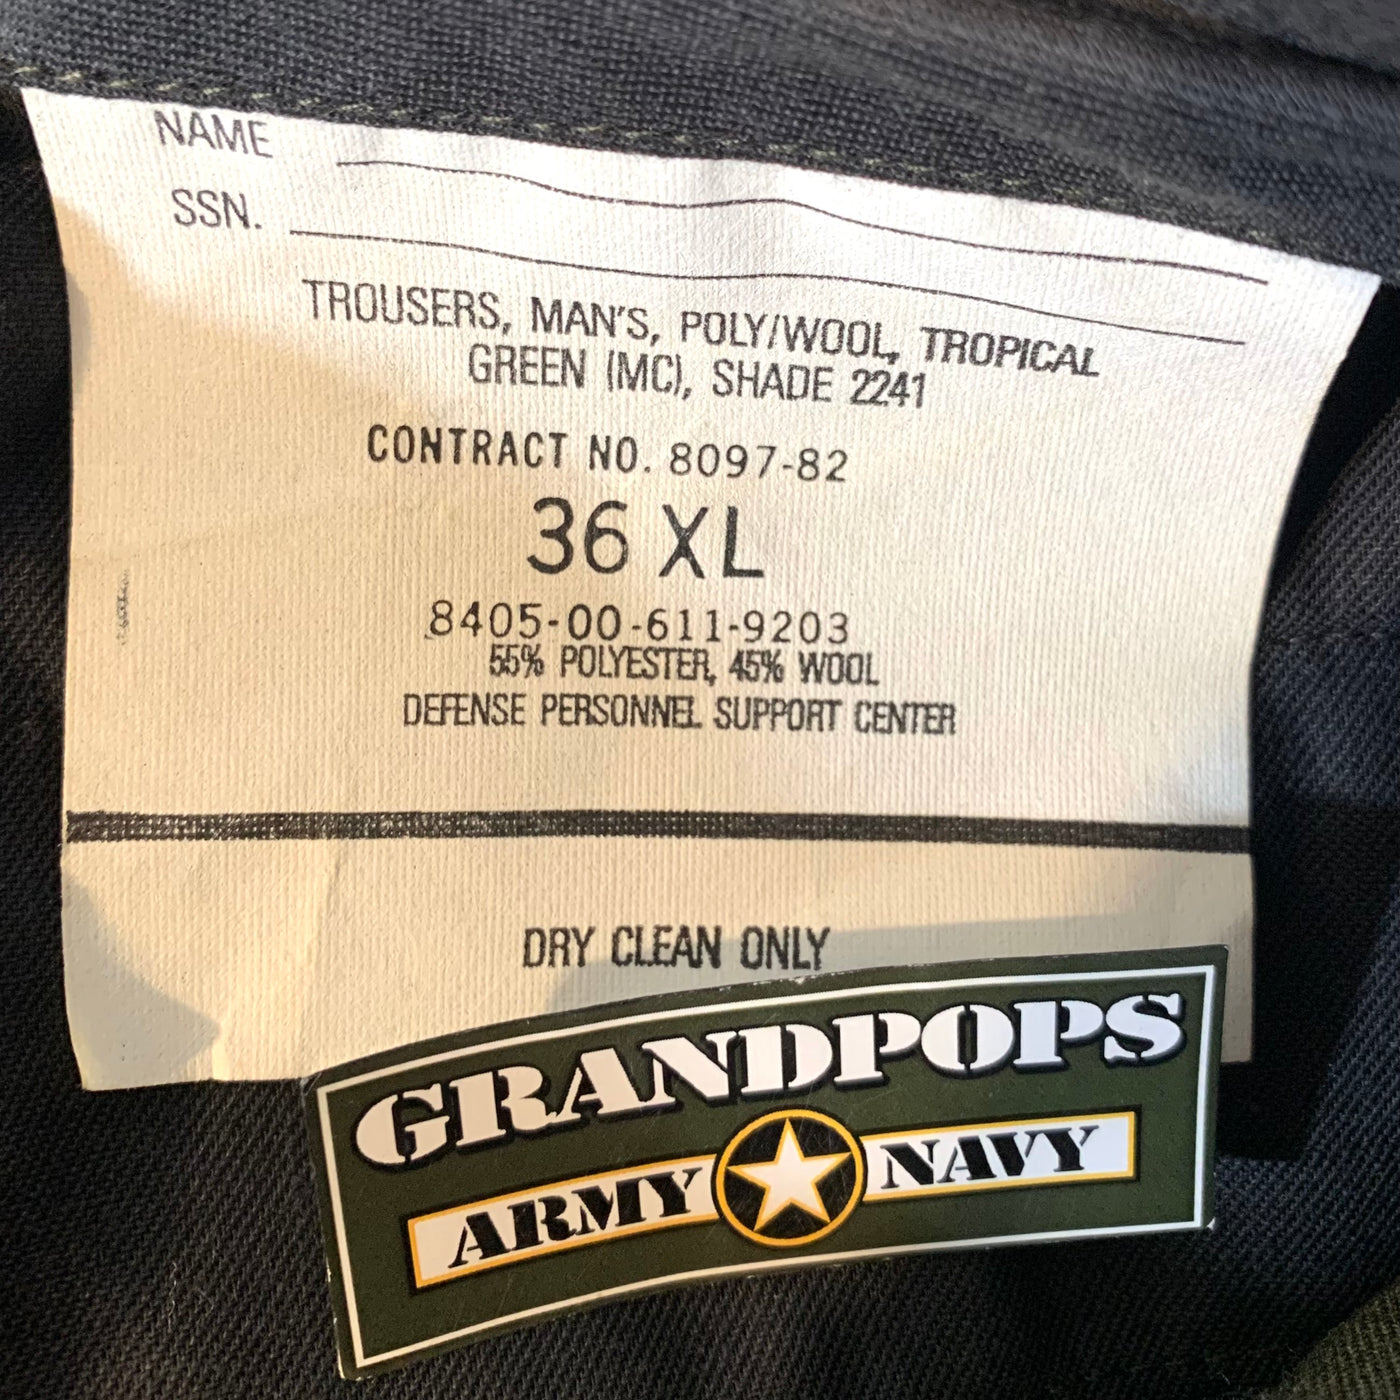 NAME
SSN.
TROUSERS, MAN'S, POLY/WOOL, TROPICAL
GREEN (MC), SHADE 2241
CONTRACT NO. 8097-82
36 XL
8405-00-611-9203
55% POLYESTER, 45% WOOL
DEFENSE PERSONNEL SUPPORT CENTER
DRY CLEAN ONLY
GRANDPOPS
ARMY NAVY